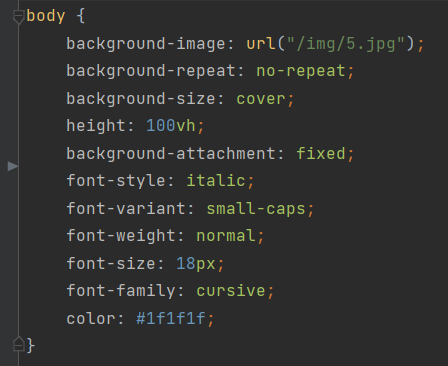 body {
background-image: url("/img/5.jpg");
background-repeat: no-repeat;
background-size: cover;
height: 100vh;
background-attachment: fixed;
font-style: italic;
font-variant: small-caps;
font-weight: normal;
font-size: 18px;
font-family: cursive;
color: #1f1f1f;
}